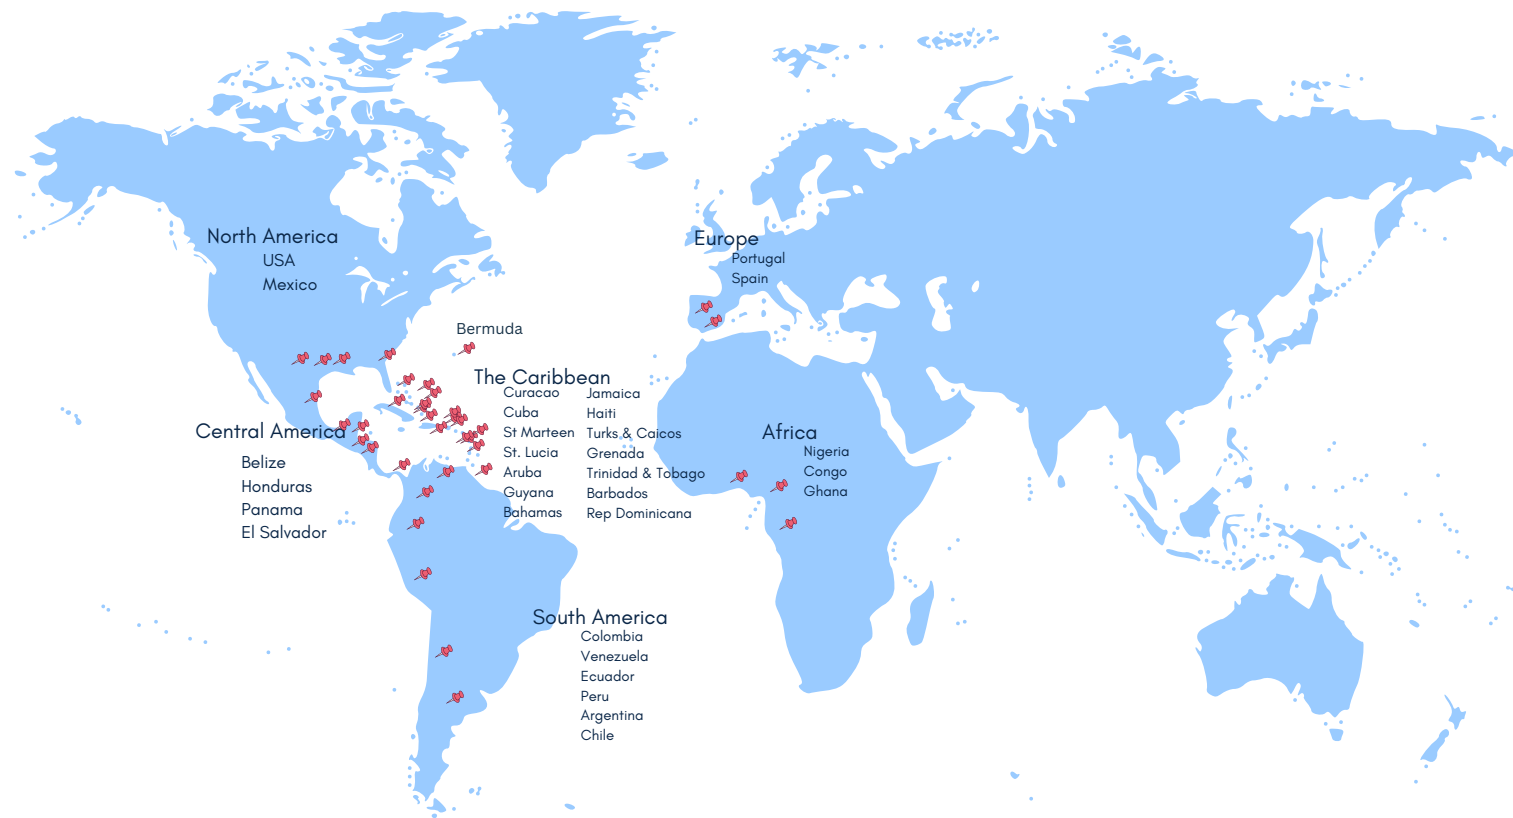 North America
USA
Mexico
Central America
Belize
Honduras
Panama
El Salvador
Bermuda
The Caribbean
Curacao
Cuba
St Marteen
St. Lucia
Aruba
Guyana
Bahamas
Jamaica
Haiti
Turks & Caicos
Grenada
Trinidad & Tobago
Barbados
Rep Dominicana
South America
Colombia
Venezuela
Ecuador
Peru
Argentina
Chile
Europe
Portugal
Spain
Africa
Nigeria
Congo
Ghana